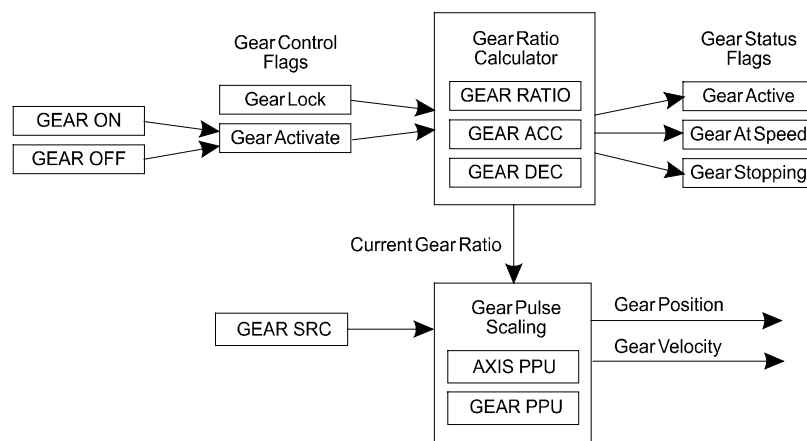 Gear Control
Flags
Gear Lock
Gear Activate
GEAR ON
GEAR OFF
Gear Ratio
Calculator
GEAR RATIO
GEAR ACC
GEAR DEC
Gear Status
Flags
Gear Active
Gear At Speed
Gear Stopping
Current Gear Ratio
GEAR SRC
Gear Pulse
Scaling
AXIS PPU
GEAR PPU
Gear Position
Gear Velocity